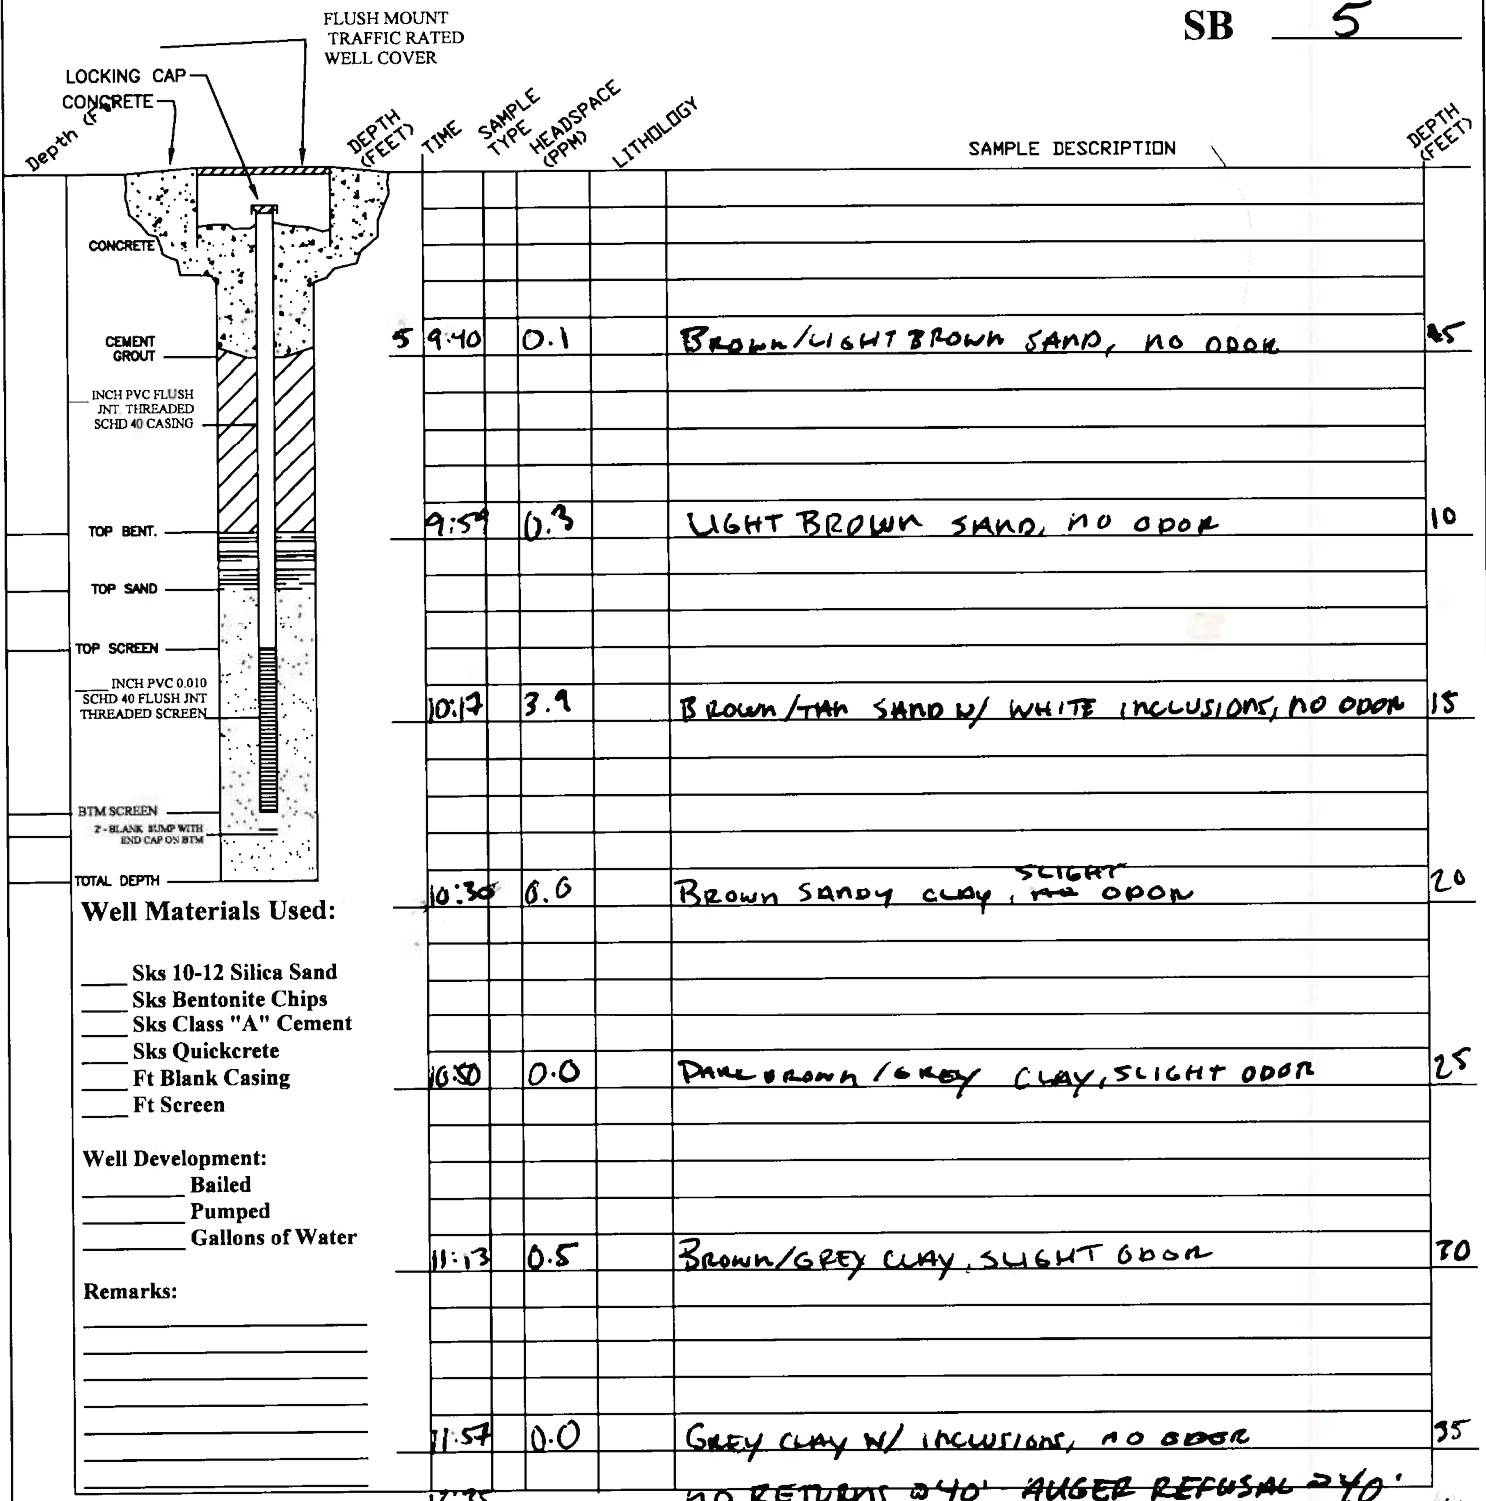 FLUSH MOUNT
TRAFFIC RATED
WELL COVER
SB 5
LOCKING CAP
CONCRETE
Depth (F
DEPTH (FEET)
TIME
SAMPLE TYPE
HEADSPACE (PPM)
LITHOLOGY
SAMPLE DESCRIPTION
DEPTH (FEET)
CONCRETE
CEMENT
GROUT
5 9:40 0.1 BROWN/LIGHT BROWN SAND, NO ODOR 5
INCH PVC FLUSH
JNT. THREADED
SCHD 40 CASING
TOP BENT.
9:59 0.3 LIGHT BROWN SAND, NO ODOR 10
TOP SAND
TOP SCREEN
INCH PVC 0.010
SCHD 40 FLUSH JNT
THREADED SCREEN
10:17 3.9 BROWN/TAN SAND W/ WHITE INCLUSIONS, NO ODOR 15
BTM SCREEN
2'-BLANK SUMP WITH
END CAP ON BTM
TOTAL DEPTH
10:30 0.0 BROWN SANDY CLAY, SLIGHT ODOR 20
Well Materials Used:
Sks 10-12 Silica Sand
Sks Bentonite Chips
Sks Class "A" Cement
Sks Quickcrete
Ft Blank Casing
Ft Screen
10:50 0.0 DARK BROWN/GREY CLAY, SLIGHT ODOR 25
Well Development:
Bailed
Pumped
Gallons of Water
11:13 0.5 BROWN/GREY CLAY, SLIGHT ODOR 30
Remarks:
11:57 0.0 GREY CLAY W/ INCLUSIONS, NO ODOR 35
NO RETURNS @ 40' AUGER REFUSAL @ 40'